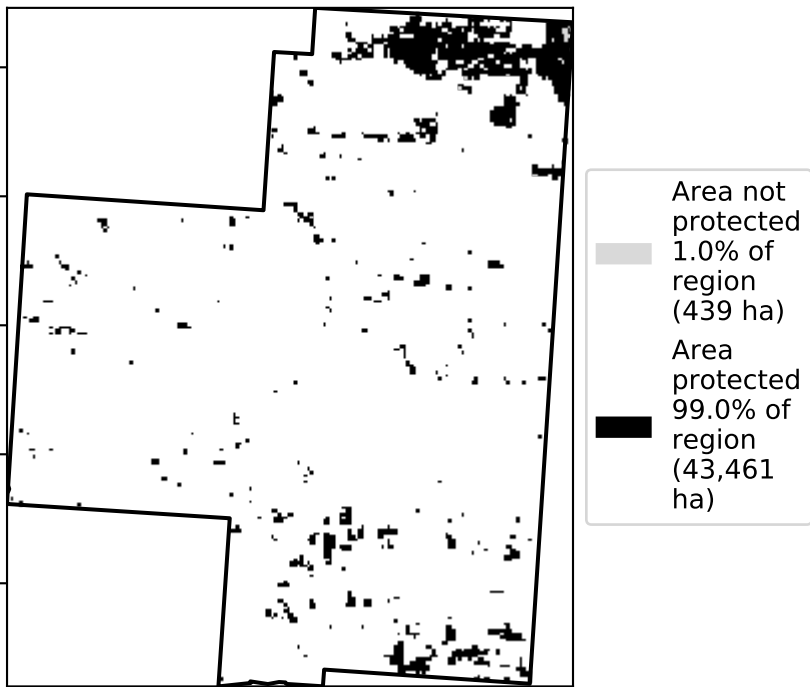 Area not
protected
1.0% of
region
(439 ha)
Area
protected
99.0% of
region
(43,461
ha)